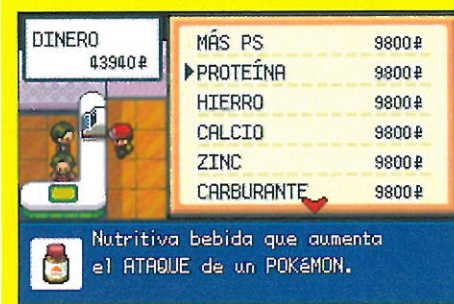 DINERO
43940₽
MÁS PS 9800₽
▶PROTEÍNA 9800₽
HIERRO 9800₽
CALCIO 9800₽
ZINC 9800₽
CARBURANTE 9800₽
Nutritiva bebida que aumenta
el ATAQUE de un POKéMON.